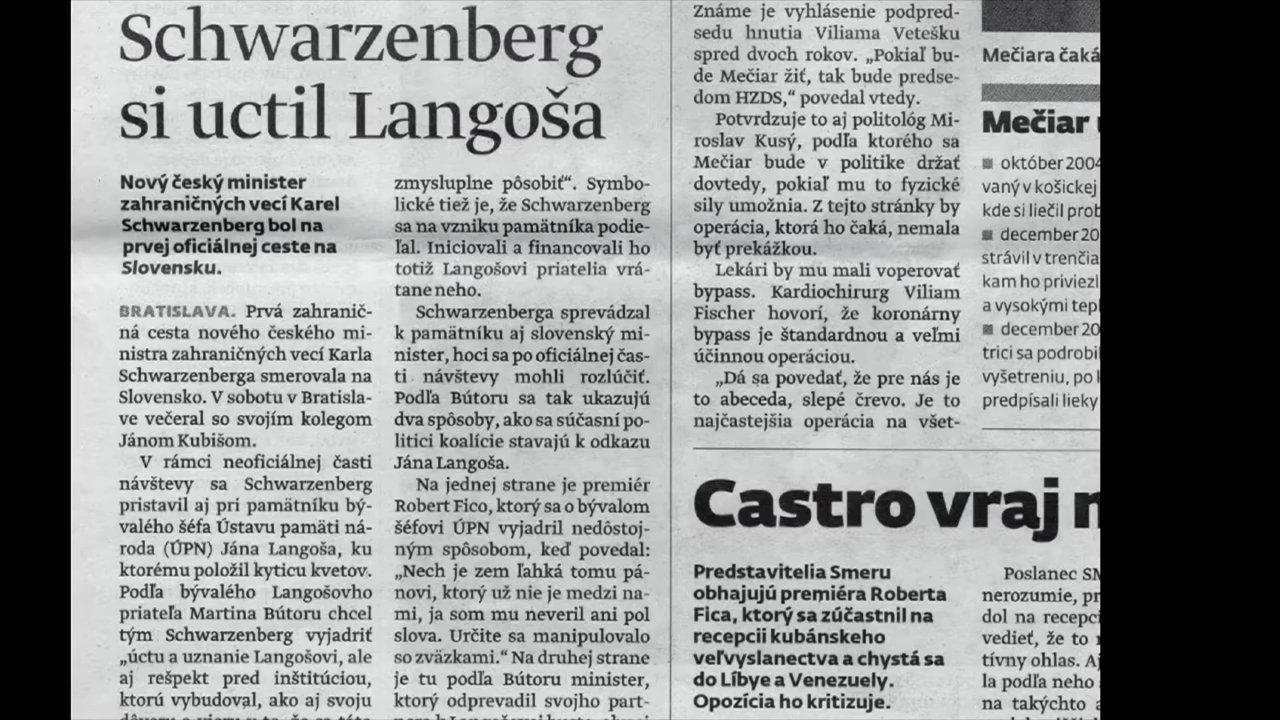 Schwarzenberg
si uctil Langoša
Nový český minister
zahraničných vecí Karel
Schwarzenberg bol na
prvej oficiálnej ceste na
Slovensku.
BRATISLAVA. Prvá zahranič-
ná cesta nového českého mi-
nistra zahraničných vecí Karla
Schwarzenberga smerovala na
Slovensko. V sobotu v Bratisla-
ve večeral so svojím kolegom
Jánom Kubišom.
V rámci neoficiálnej časti
návštevy sa Schwarzenberg
pristavil aj pri pamätníku bý-
valého šéfa Ústavu pamäti ná-
roda (ÚPN) Jána Langoša, ku
ktorému položil kyticu kvetov.
Podľa bývalého Langošovho
priateľa Martina Bútoru chcel
tým Schwarzenberg vyjadriť
„úctu a uznanie Langošovi, ale
aj rešpekt pred inštitúciou,
ktorú vybudoval, ako aj svoju
zmysluplne pôsobiť“. Symbo-
lické tiež je, že Schwarzenberg
sa na vzniku pamätníka podie-
ľal. Iniciovali a financovali ho
totiž Langošovi priatelia vrá-
tane neho.
Schwarzenberga sprevádzal
k pamätníku aj slovenský mi-
nister, hoci sa po oficiálnej čas-
ti návštevy mohli rozlúčiť.
Podľa Bútoru sa tak ukazujú
dva spôsoby, ako sa súčasní po-
litici koalície stavajú k odkazu
Jána Langoša.
Na jednej strane je premiér
Robert Fico, ktorý sa o bývalom
šéfovi ÚPN vyjadril nedôstoj-
ným spôsobom, keď povedal:
„Nech je zem ľahká tomu pá-
novi, ktorý už nie je medzi na-
mi, ja som mu neveril ani pol
slova. Určite sa manipulovalo
so zväzkami.“ Na druhej strane
je tu podľa Bútoru minister,
ktorý odprevadil svojho part-
Známe je vyhlásenie podpred-
sedu hnutia Viliama Vetešku
spred dvoch rokov. „Pokiaľ bu-
de Mečiar žiť, tak bude predse-
dom HZDS,“ povedal vtedy.
Potvrdzuje to aj politológ Mi-
roslav Kusý, podľa ktorého sa
Mečiar bude v politike držať
dovtedy, pokiaľ mu to fyzické
sily umožnia. Z tejto stránky by
operácia, ktorá ho čaká, nemala
byť prekážkou.
Lekári by mu mali voperovať
bypass. Kardiochirurg Viliam
Fischer hovorí, že koronárny
bypass je štandardnou a veľmi
účinnou operáciou.
„Dá sa povedať, že pre nás je
to abeceda, slepé črevo. Je to
najčastejšia operácia na všet-
Mečiara čaká
Mečiar
október 2004
vaný v košickej
kde si liečil prob
december 20
strávil v trenčia
kam ho priviezl
a vysokými tepl
december 20
trici sa podrobil
vyšetreniu, po
predpísali lieky
Castro vraj n
Predstavitelia Smeru
obhajujú premiéra Roberta
Fica, ktorý sa zúčastnil na
recepcii kubánskeho
veľvyslanectva a chystá sa
do Líbye a Venezuely.
Opozícia ho kritizuje.
Poslanec SM
nerozumie, pr
dol na recepci
vedieť, že to
tívny ohlas. Aj
la podľa neho
na takýchto